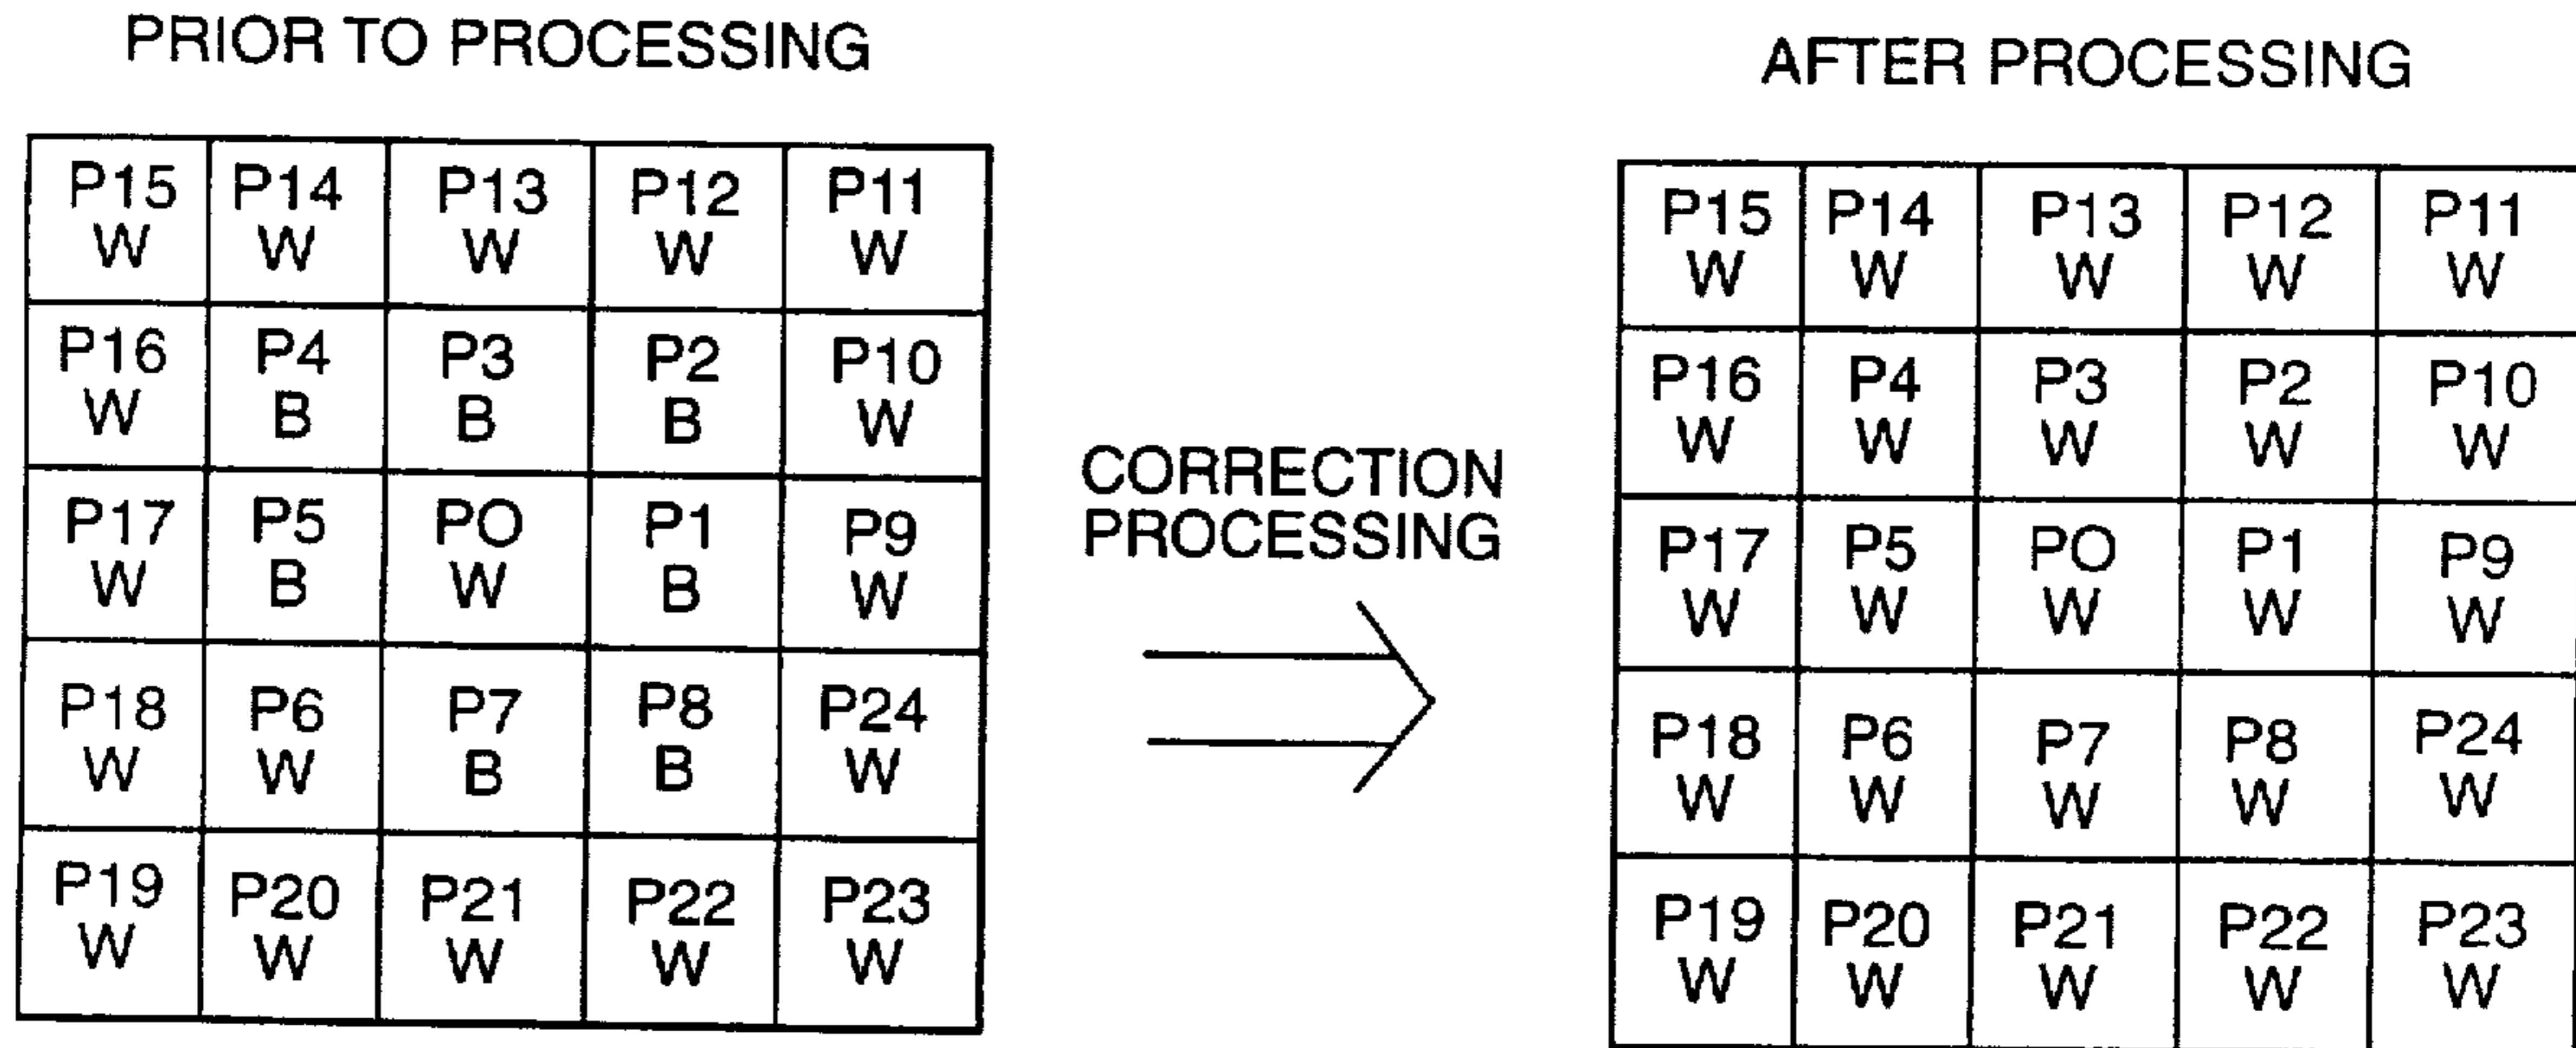 PRIOR TO PROCESSING
P15 P14 P13 P12 P11
W W W W W
P16 P4 P3 P2 P10
W B B B W
P17 P5 PO P1 P9
W B W B W
P18 P6 P7 P8 P24
W W B B W
P19 P20 P21 P22 P23
W W W W W
CORRECTION
PROCESSING
AFTER PROCESSING
P15 P14 P13 P12 P11
W W W W W
P16 P4 P3 P2 P10
W W W W W
P17 P5 PO P1 P9
W W W W W
P18 P6 P7 P8 P24
W W W W W
P19 P20 P21 P22 P23
W W W W W